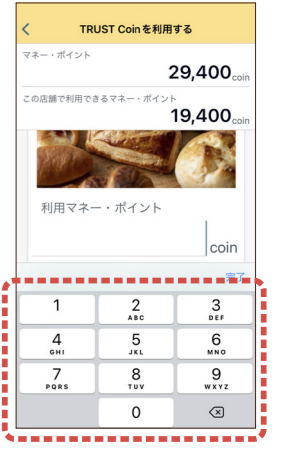 TRUST Coinを利用する
マネー・ポイント
29,400coin
この店舗で利用できるマネー・ポイント
19,400coin
利用マネー・ポイント
coin
完了
1 2 3
ABC DEF
4 5 6
GHI JKL MNO
7 8 9
PQRS TUV WXYZ
0